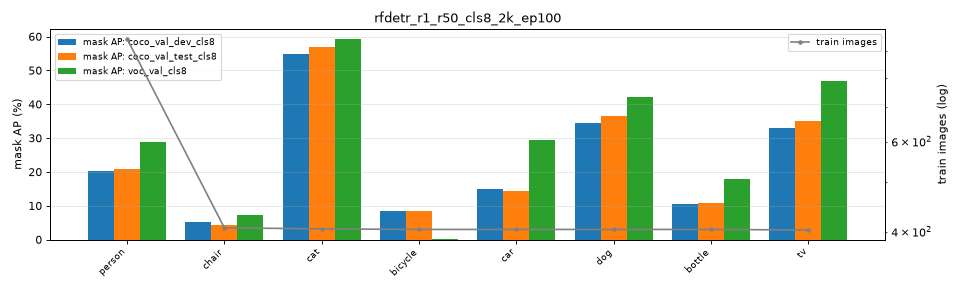 rfdetr_r1_r50_cls8_2k_ep100
mask AP: coco_val_dev_cls8
mask AP: coco_val_test_cls8
mask AP: voc_val_cls8
train images
mask AP (%)
60
50
40
30
20
10
0
train images (log)
6 × 10²
4 × 10²
person
chair
cat
bicycle
car
dog
bottle
tv